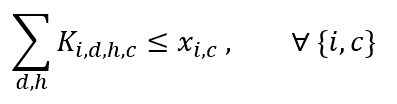 ∑_{d,h} K_{i,d,h,c} ≤ x_{i,c} , ∀ {i,c}